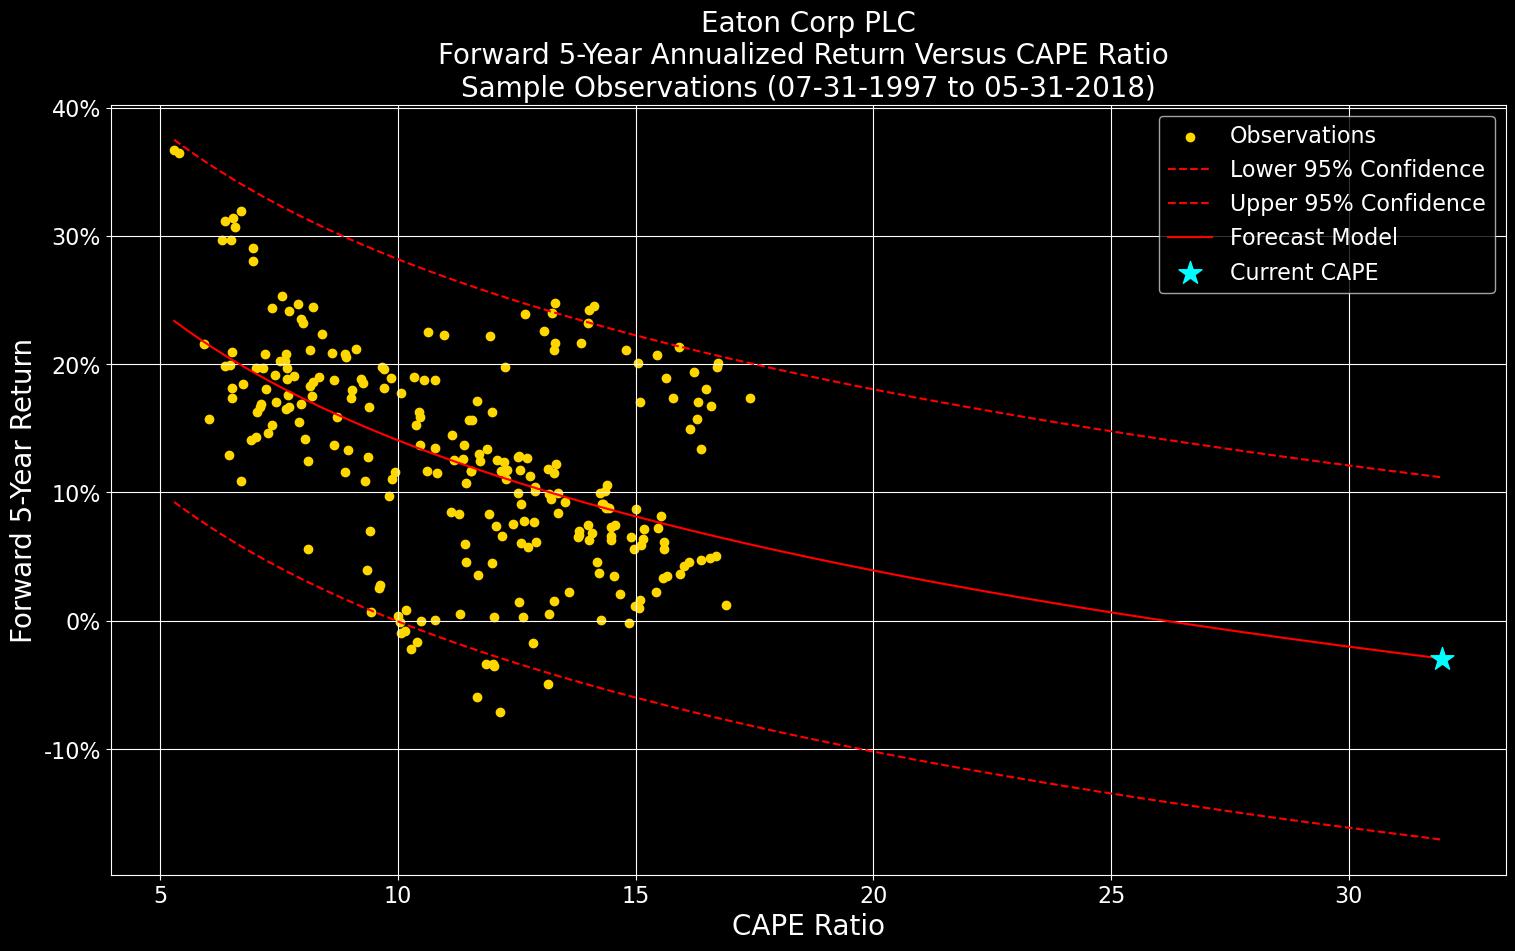 Eaton Corp PLC
Forward 5-Year Annualized Return Versus CAPE Ratio
Sample Observations (07-31-1997 to 05-31-2018)
40%
30%
20%
10%
0%
-10%
Forward 5-Year Return
Observations
Lower 95% Confidence
Upper 95% Confidence
Forecast Model
Current CAPE
5
10
15
20
25
30
CAPE Ratio